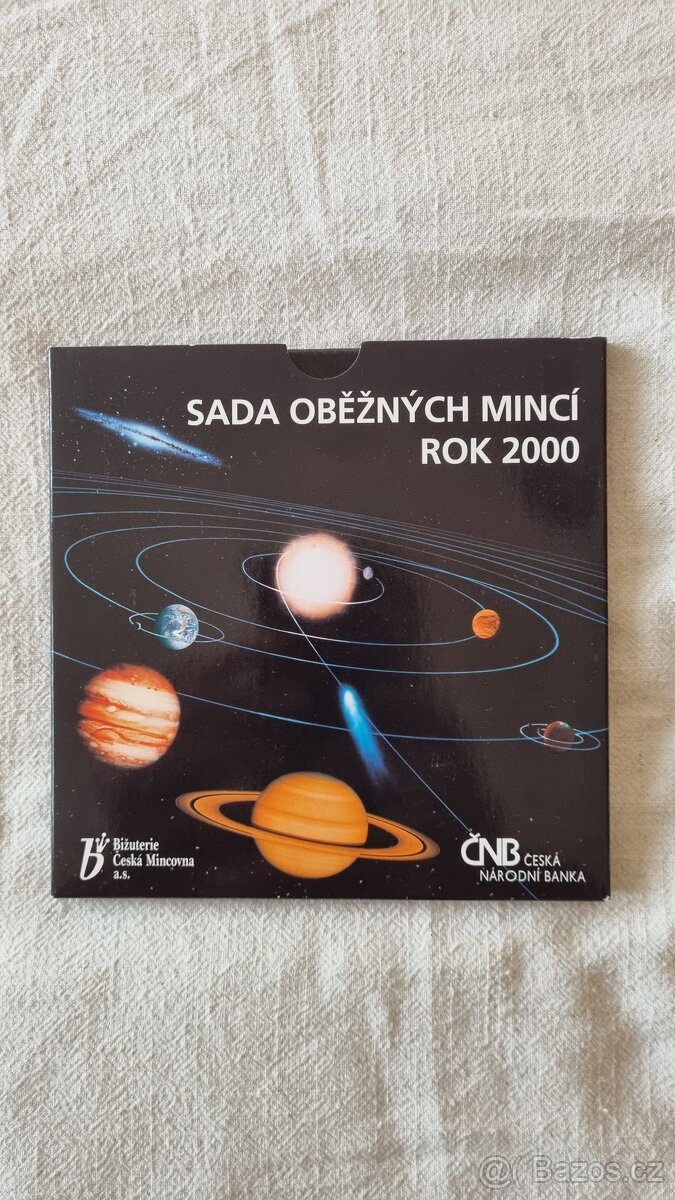 SADA OBĚŽNÝCH MINCÍ
ROK 2000
Bižuterie
Česká Mincovna
a.s.
ČNB ČESKÁ
NÁRODNÍ BANKA
@ Bazos.cz